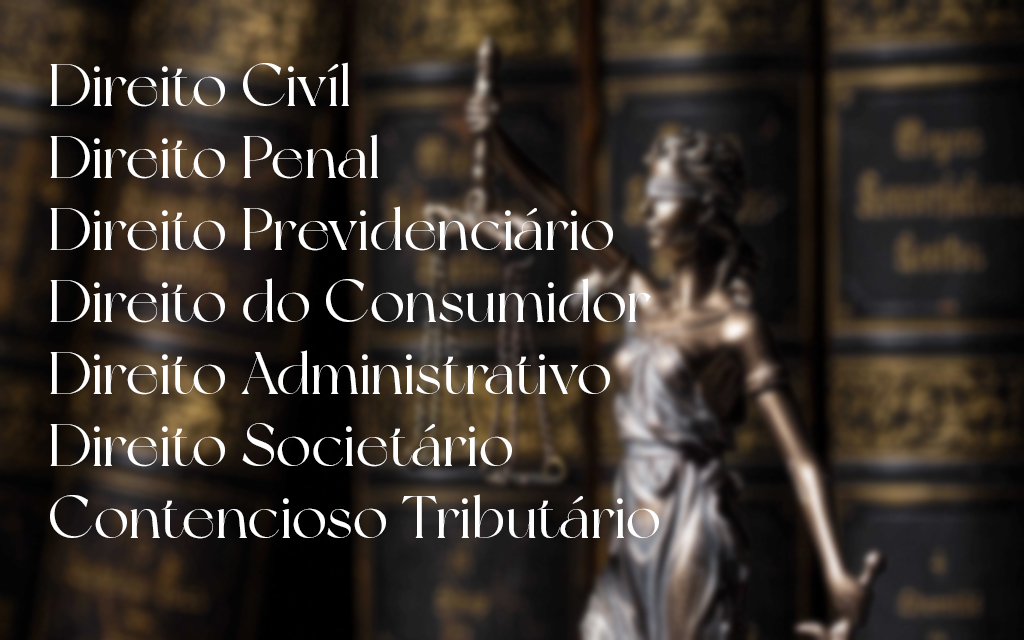 Direito Civíl
Direito Penal
Direito Previdenciário
Direito do Consumidor
Direito Administrativo
Direito Societário
Contencioso Tributário